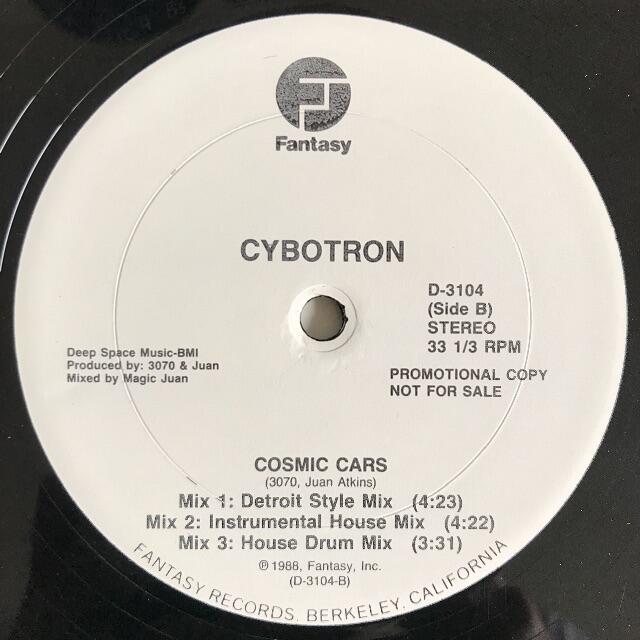 Fantasy
CYBOTRON
D-3104
(Side B)
STEREO
33 1/3 RPM
Deep Space Music-BMI
Produced by: 3070 & Juan
Mixed by Magic Juan
PROMOTIONAL COPY
NOT FOR SALE
COSMIC CARS
(3070, Juan Atkins)
Mix 1: Detroit Style Mix (4:23)
Mix 2: Instrumental House Mix (4:22)
Mix 3: House Drum Mix (3:31)
℗ 1988, Fantasy, Inc.
(D-3104-B)
FANTASY RECORDS, BERKELEY, CALIFORNIA